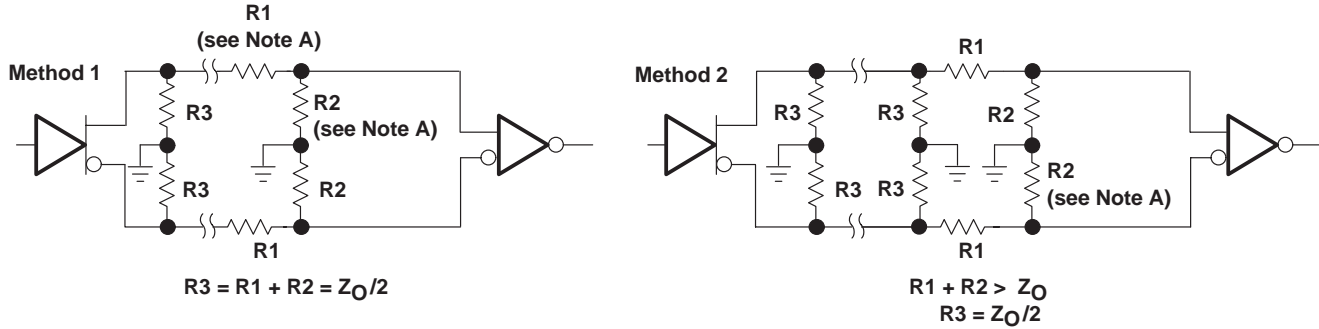 Method 1
R1
(see Note A)
R3
R2
(see Note A)
R3
R2
R1
R3 = R1 + R2 = ZO/2
Method 2
R1
R3
R3
R2
R3
R3
R2
(see Note A)
R1
R1 + R2 > ZO
R3 = ZO/2